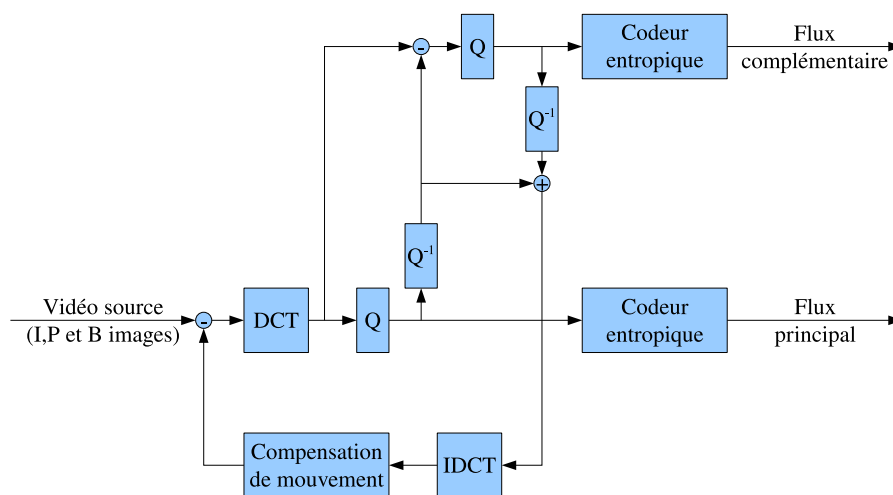 -
Q
Codeur
entropique
Flux
complémentaire
Q-1
+
Q-1
Vidéo source
(I,P et B images)
-
DCT
Q
Codeur
entropique
Flux
principal
Compensation
de mouvement
IDCT